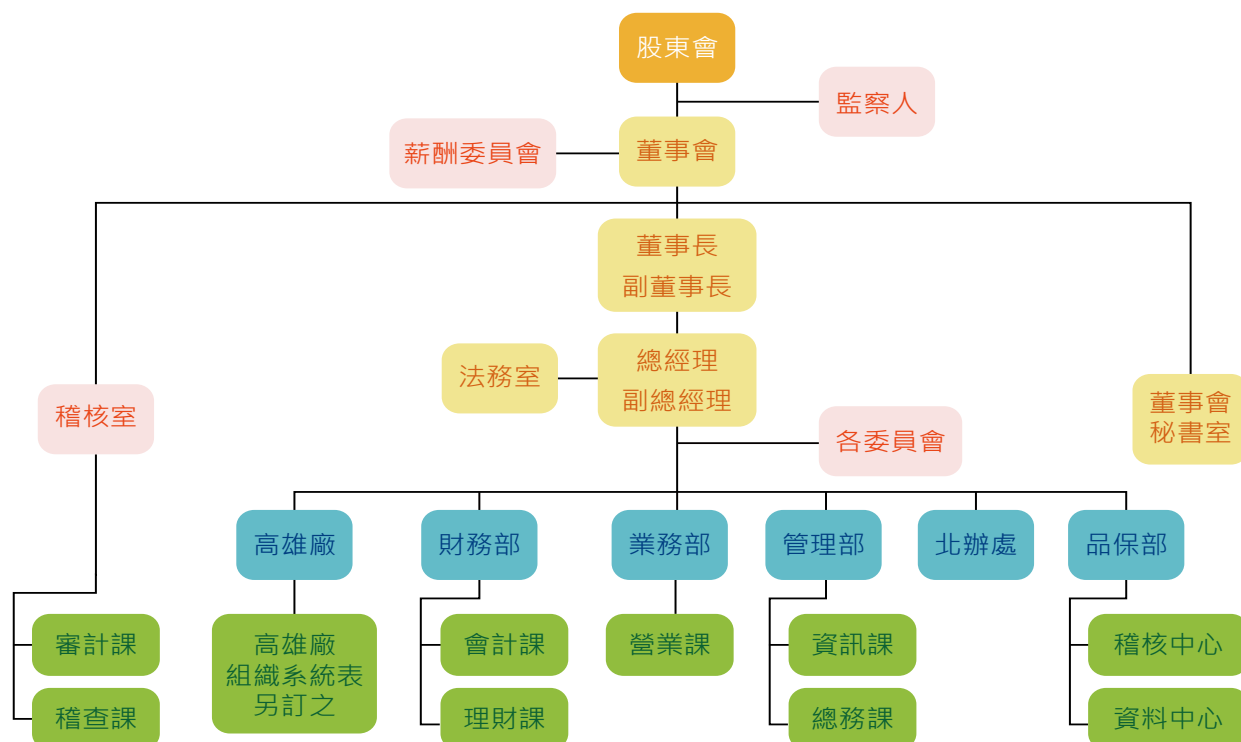 股東會
監察人
薪酬委員會
董事會
董事長
副董事長
法務室
總經理
副總經理
稽核室
董事會
秘書室
各委員會
高雄廠
財務部
業務部
管理部
北辦處
品保部
審計課
高雄廠
組織系統表
另訂之
會計課
營業課
資訊課
稽核中心
稽查課
理財課
總務課
資料中心